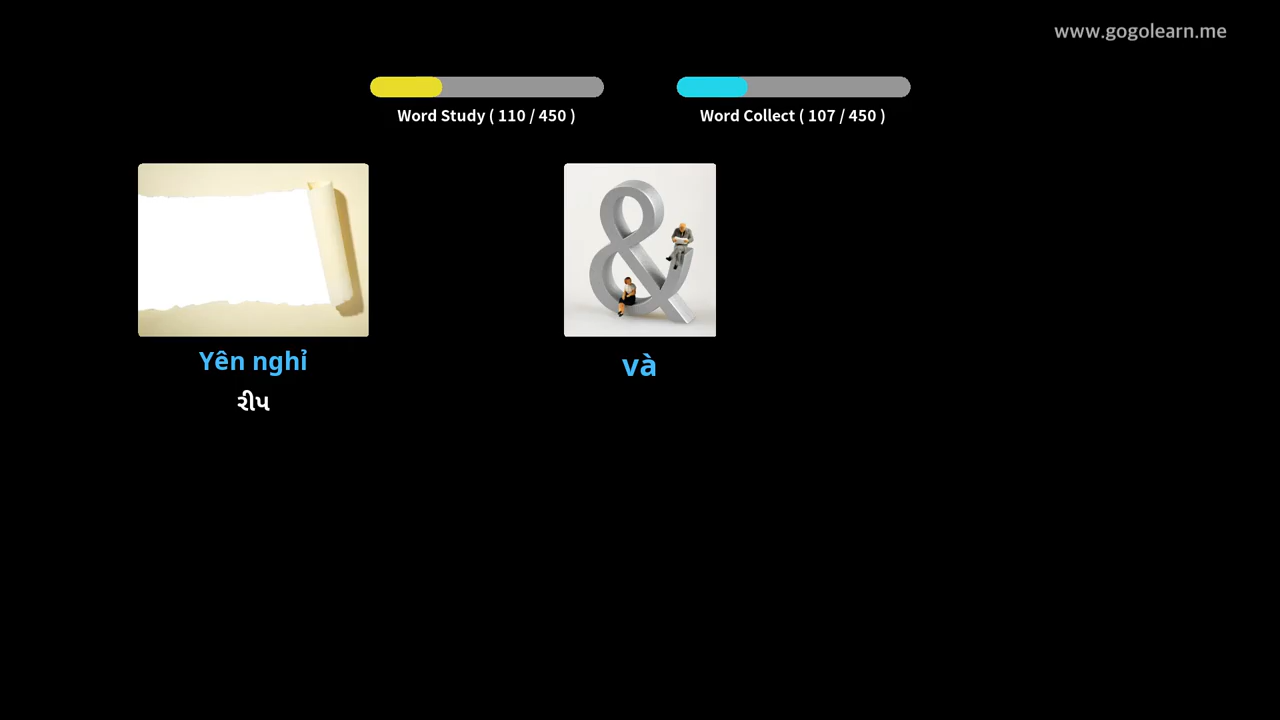 www.gogolearn.me
Word Study ( 110 / 450 )
Word Collect ( 107 / 450 )
Yên nghỉ
và
રીપ